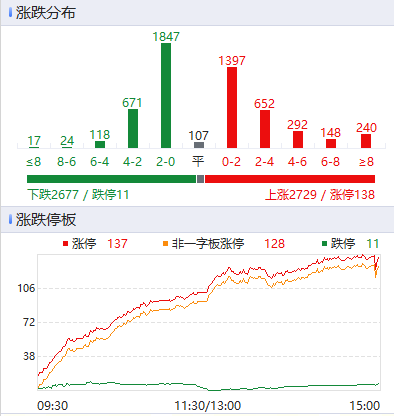 涨跌分布
17 24 118 671 1847 107 1397 652 292 148 240
≤8 8-6 6-4 4-2 2-0 平 0-2 2-4 4-6 6-8 ≥8
下跌2677 / 跌停11 上涨2729 / 涨停138
涨跌停板
涨停 137 非一字板涨停 128 跌停 11
106
72
38
09:30 11:30/13:00 15:00